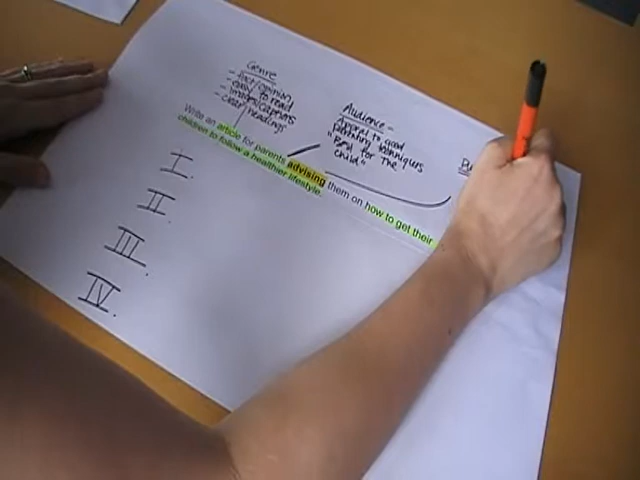 Genre
- fact/opinion
- easy to read
- images/captions
- clear headings
Audience -
Appeal to good
parenting techniques
"Best for the
child"
Write an article for parents advising them on how to get their
children to follow a healthier lifestyle.
I.
II.
III.
IV.